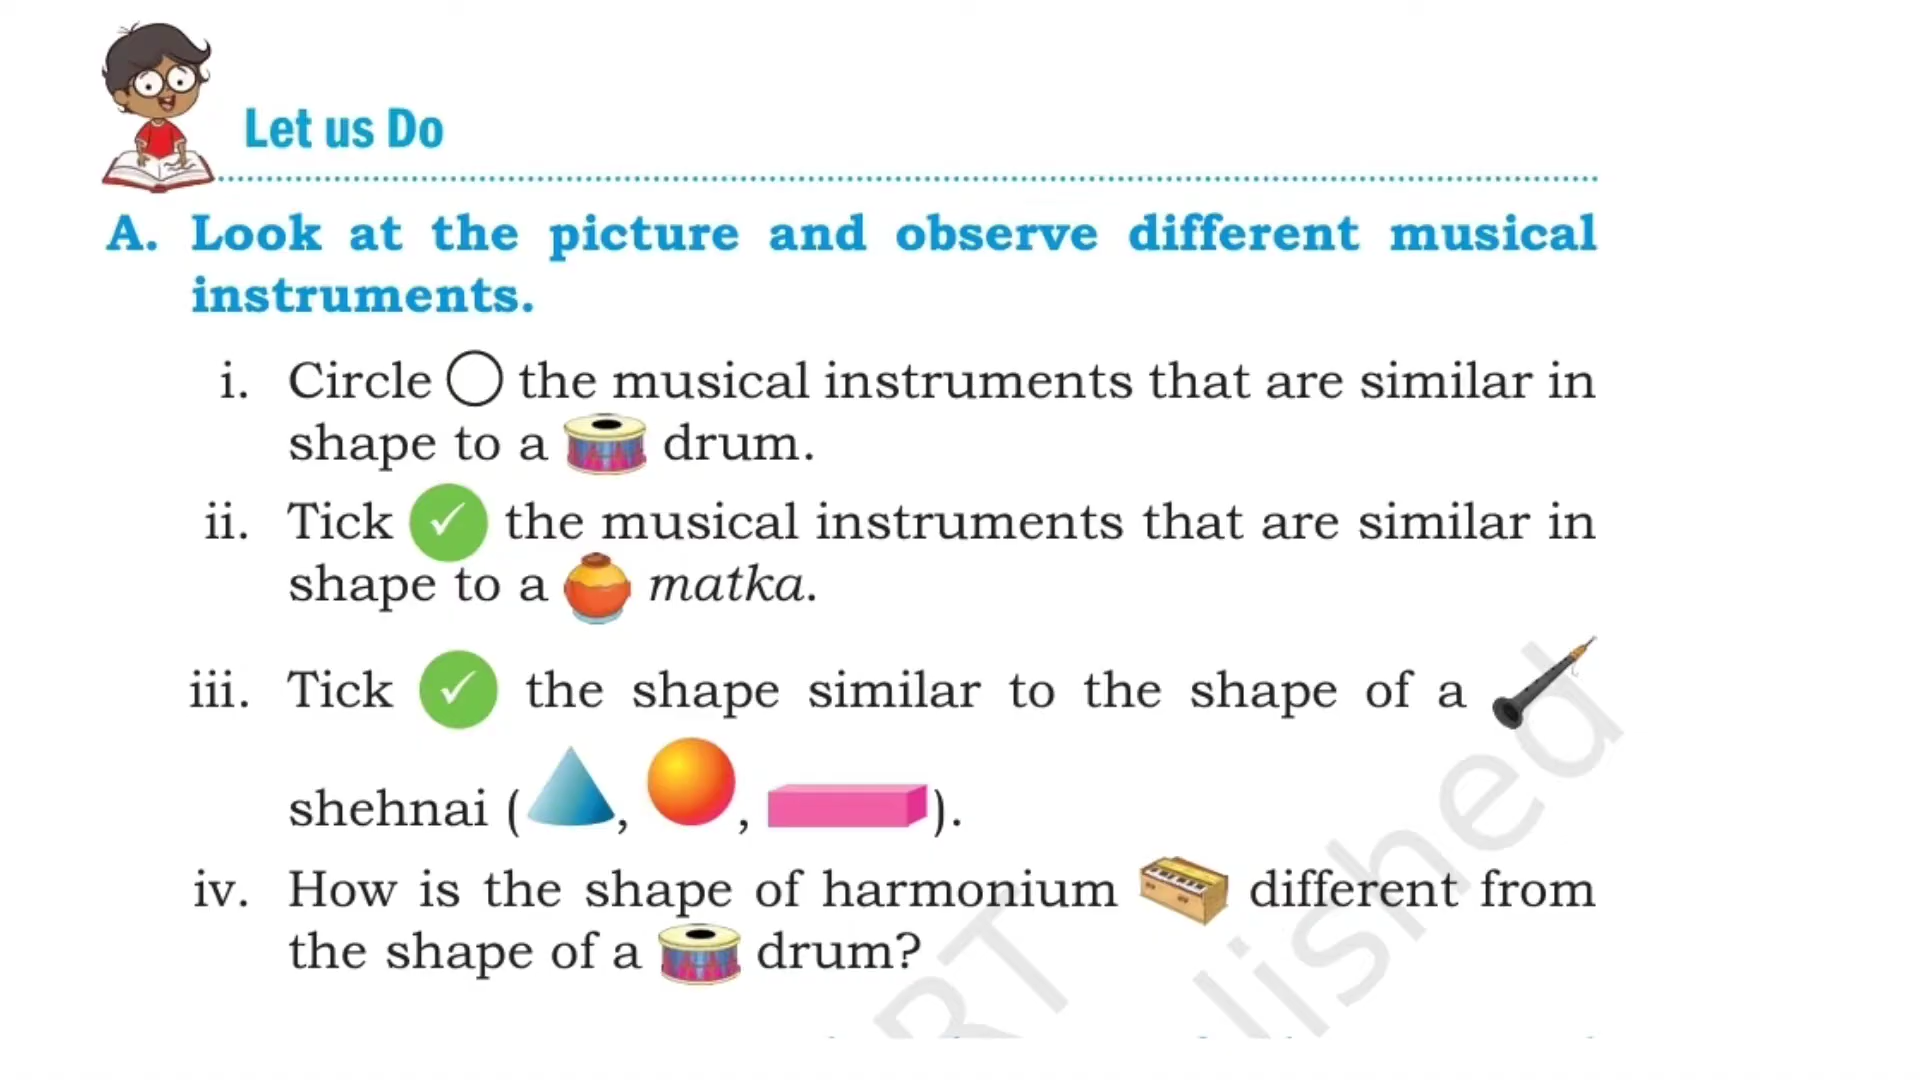 Let us Do
A. Look at the picture and observe different musical
instruments.
i. Circle the musical instruments that are similar in
shape to a drum.
ii. Tick ✓ the musical instruments that are similar in
shape to a matka.
iii. Tick ✓ the shape similar to the shape of a
shehnai ( , , ).
iv. How is the shape of harmonium different from
the shape of a drum?